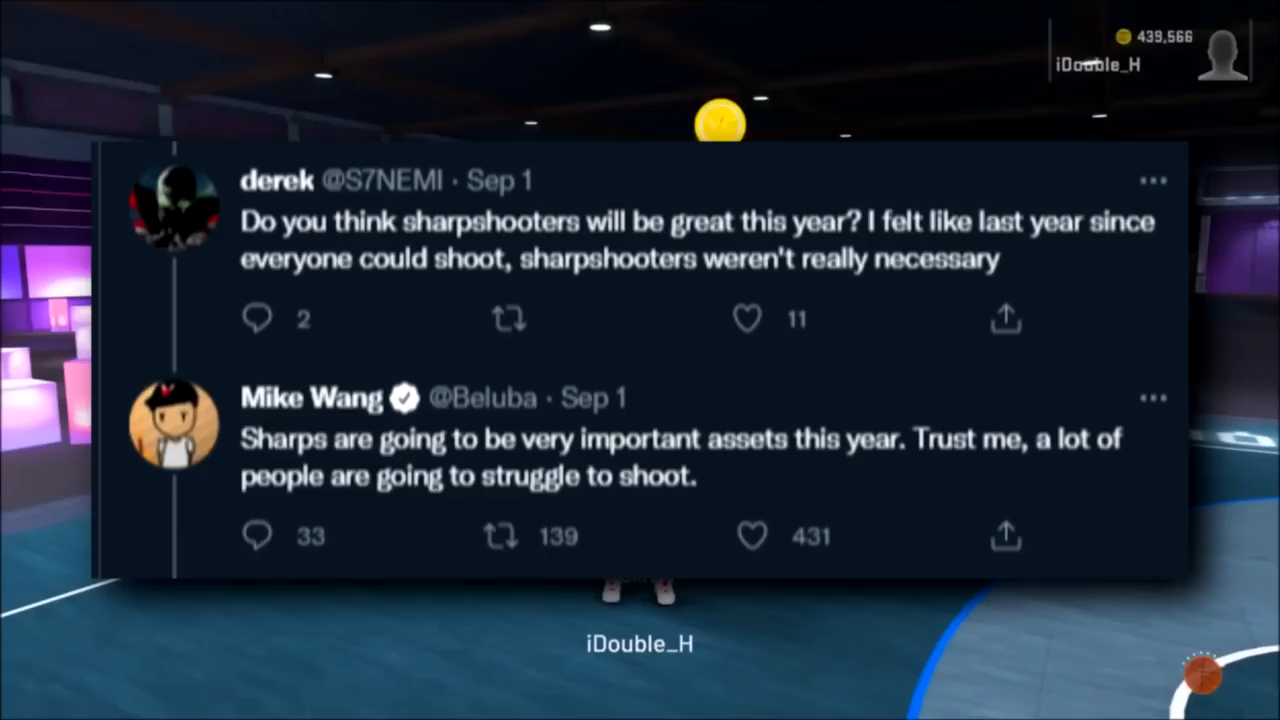 439,566
iDouble_H
derek @S7NEMI · Sep 1
Do you think sharpshooters will be great this year? I felt like last year since
everyone could shoot, sharpshooters weren't really necessary
2
11
Mike Wang @Beluba · Sep 1
Sharps are going to be very important assets this year. Trust me, a lot of
people are going to struggle to shoot.
33 139 431
iDouble_H